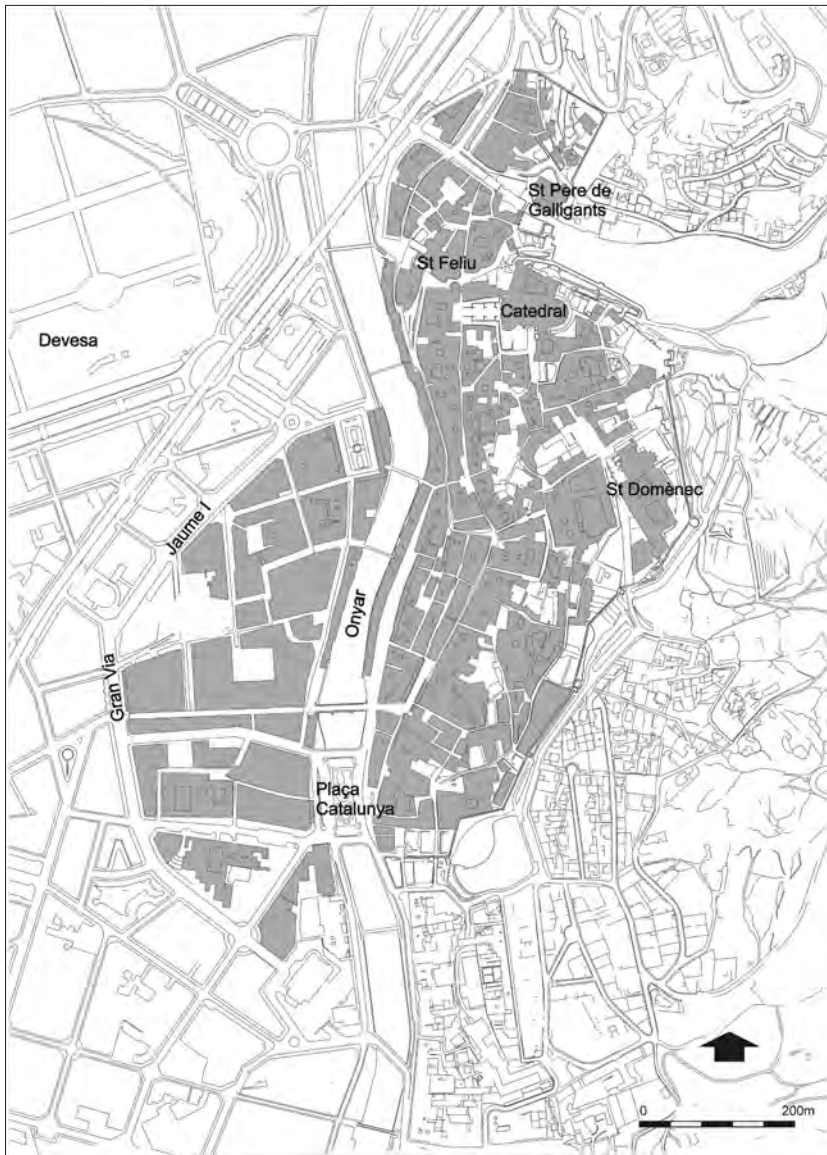 St Pere de
Galligants
St Feliu
Catedral
Devesa
St Domènec
Jaume I
Onyar
Gran Via
Plaça
Catalunya
0 200m